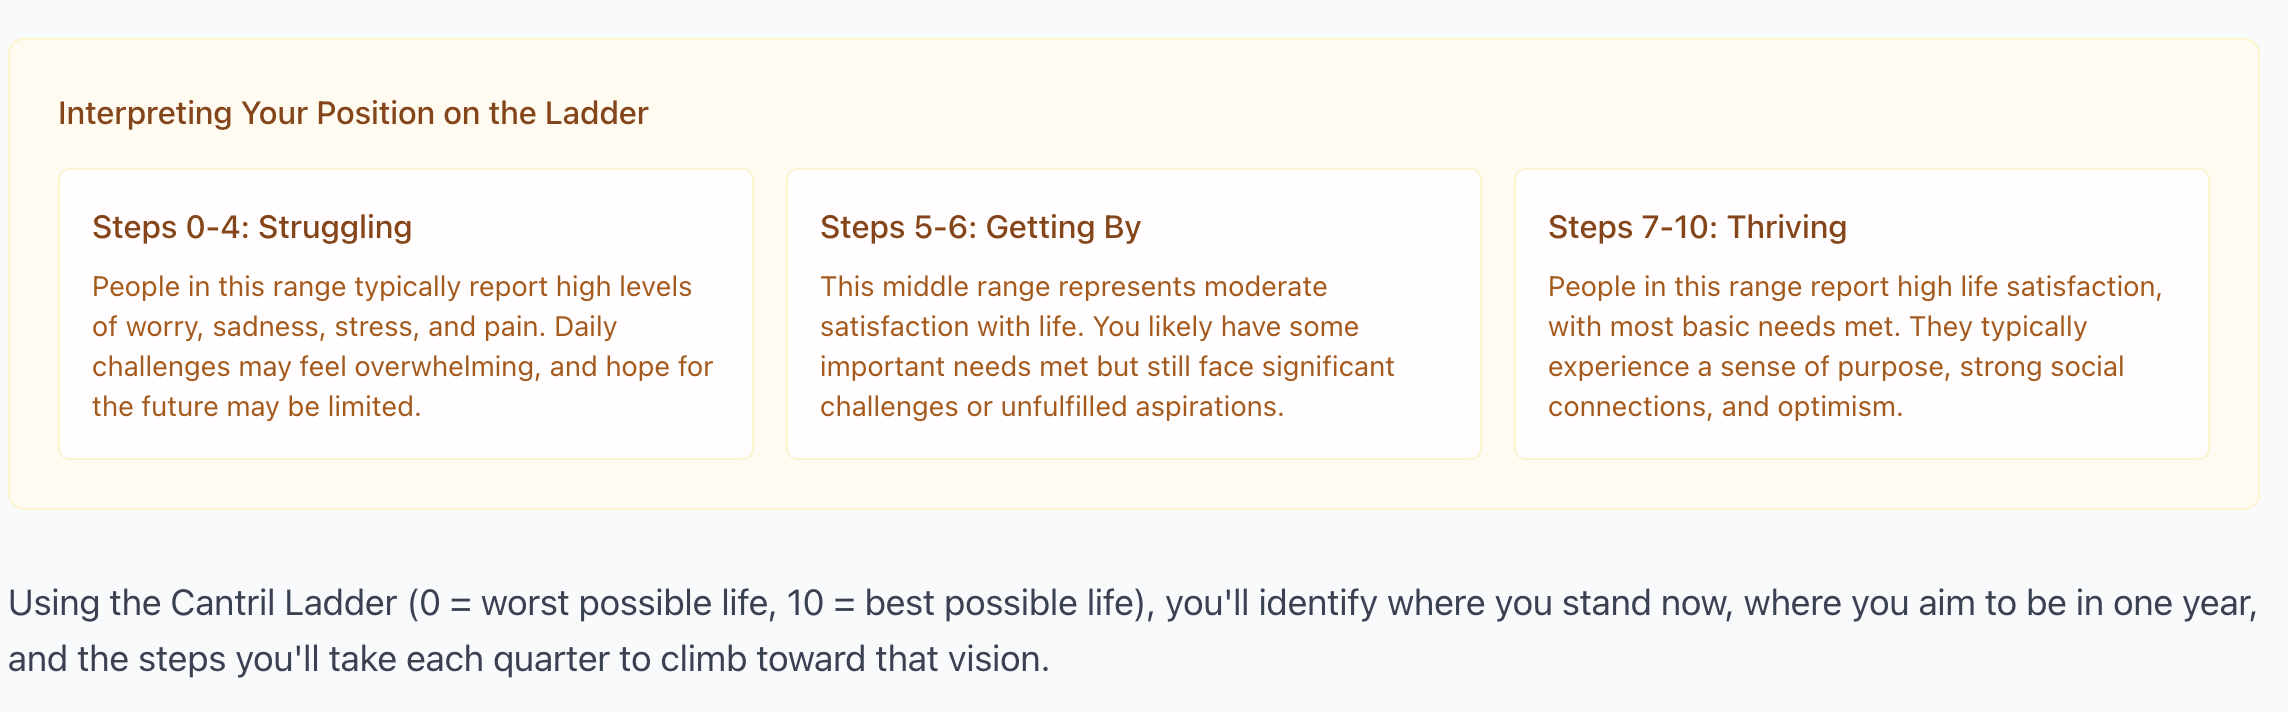 Interpreting Your Position on the Ladder
Steps 0-4: Struggling
People in this range typically report high levels
of worry, sadness, stress, and pain. Daily
challenges may feel overwhelming, and hope for
the future may be limited.
Steps 5-6: Getting By
This middle range represents moderate
satisfaction with life. You likely have some
important needs met but still face significant
challenges or unfulfilled aspirations.
Steps 7-10: Thriving
People in this range report high life satisfaction,
with most basic needs met. They typically
experience a sense of purpose, strong social
connections, and optimism.
Using the Cantril Ladder (0 = worst possible life, 10 = best possible life), you'll identify where you stand now, where you aim to be in one year,
and the steps you'll take each quarter to climb toward that vision.